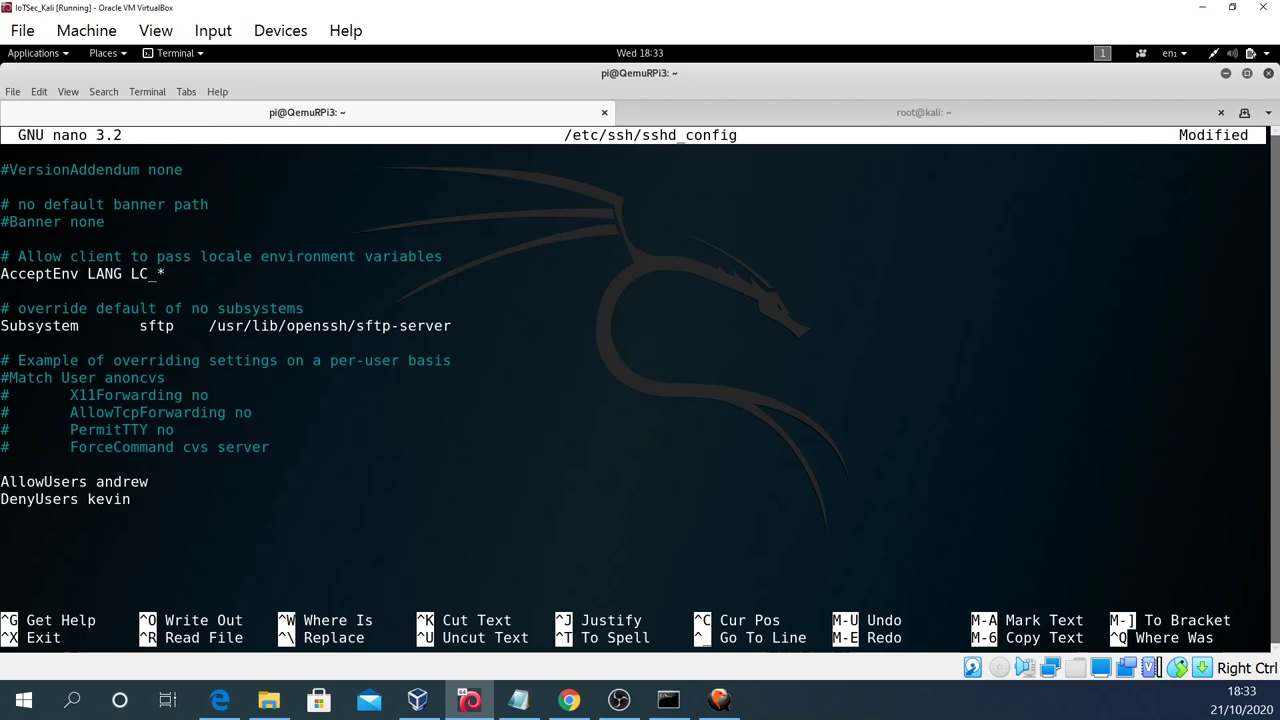 IoTSec_Kali [Running] - Oracle VM VirtualBox
File Machine View Input Devices Help
Applications Places Terminal Wed 18:33 1 en1
pi@QemuRPi3: ~
File Edit View Search Terminal Tabs Help
pi@QemuRPi3: ~ root@kali: ~
GNU nano 3.2 /etc/ssh/sshd_config Modified
#VersionAddendum none
# no default banner path
#Banner none
# Allow client to pass locale environment variables
AcceptEnv LANG LC_*
# override default of no subsystems
Subsystem sftp /usr/lib/openssh/sftp-server
# Example of overriding settings on a per-user basis
#Match User anoncvs
# X11Forwarding no
# AllowTcpForwarding no
# PermitTTY no
# ForceCommand cvs server
AllowUsers andrew
DenyUsers kevin
^G Get Help ^O Write Out ^W Where Is ^K Cut Text ^J Justify ^C Cur Pos M-U Undo M-A Mark Text M-] To Bracket
^X Exit ^R Read File ^\ Replace ^U Uncut Text ^T To Spell ^_ Go To Line M-E Redo M-6 Copy Text ^Q Where Was
Right Ctrl
18:33
21/10/2020